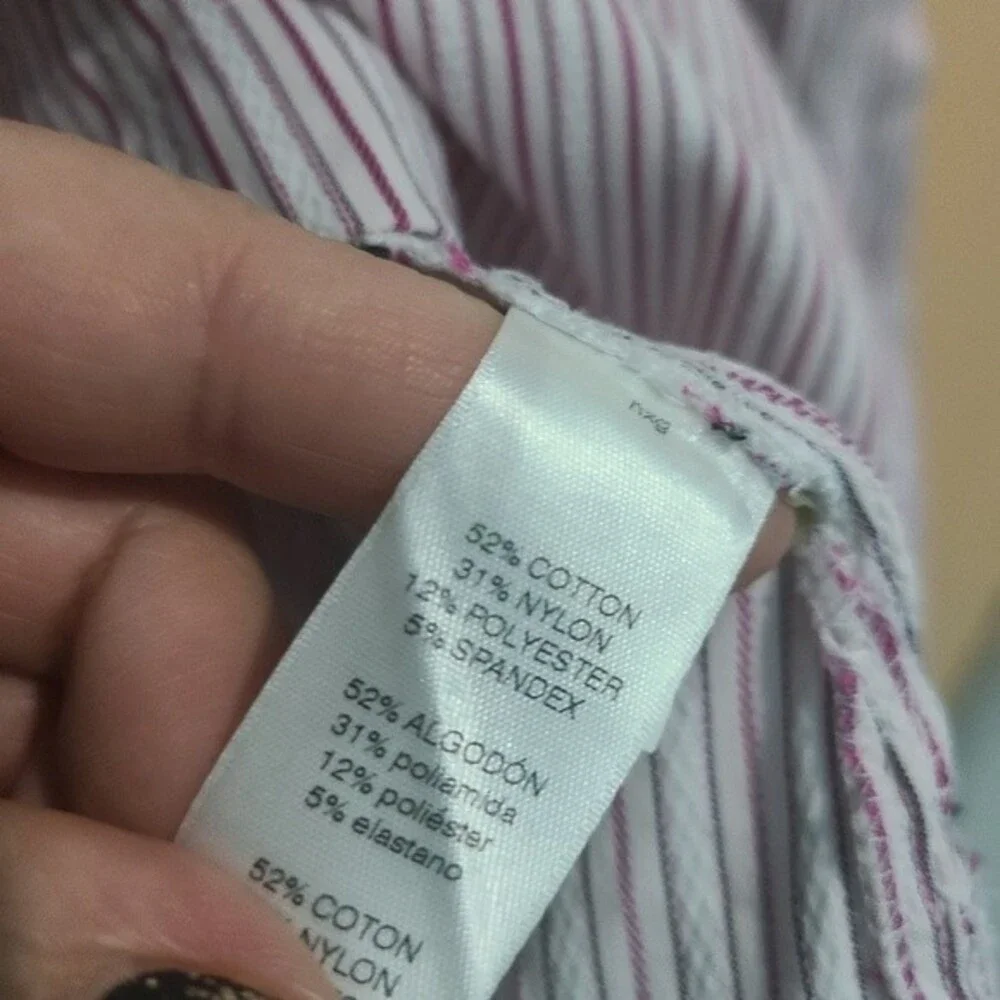 52% COTTON
31% NYLON
12% POLYESTER
5% SPANDEX
52% ALGODÓN
31% poliamida
12% poliéster
5% elastano
52% COTON
NYLON